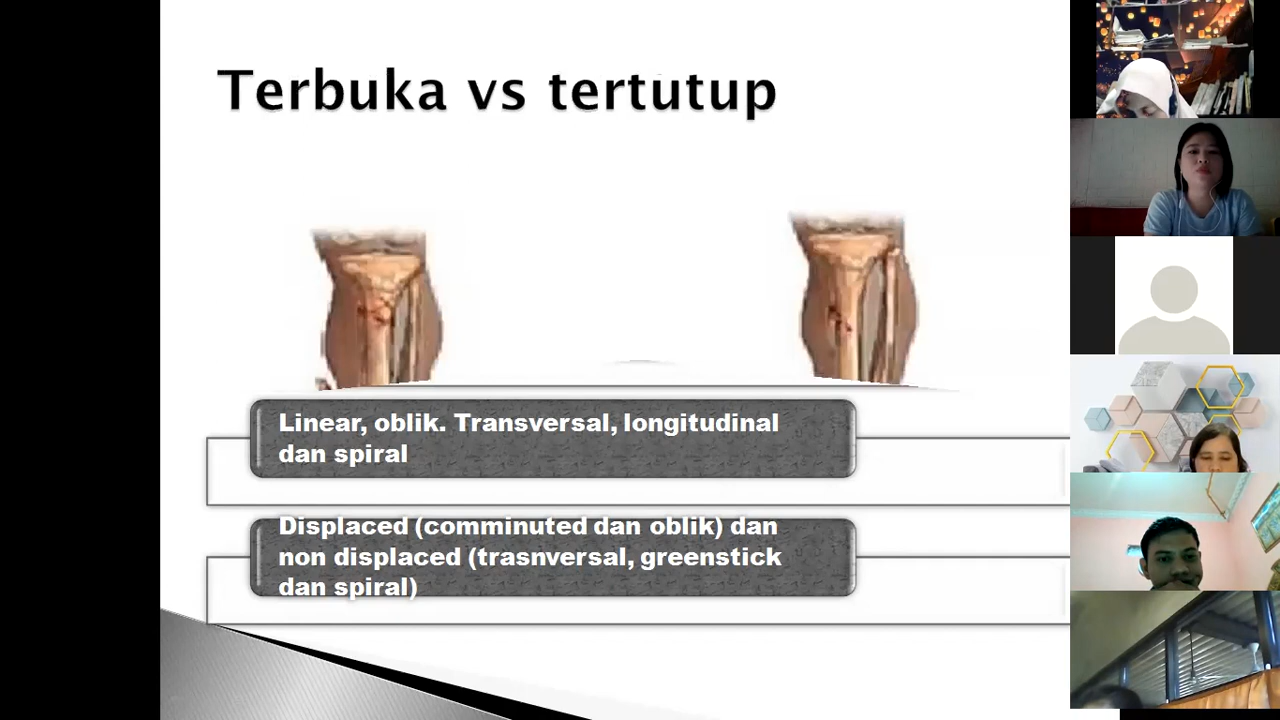 Terbuka vs tertutup
Linear, oblik. Transversal, longitudinal
dan spiral
Displaced (comminuted dan oblik) dan
non displaced (trasnversal, greenstick
dan spiral)